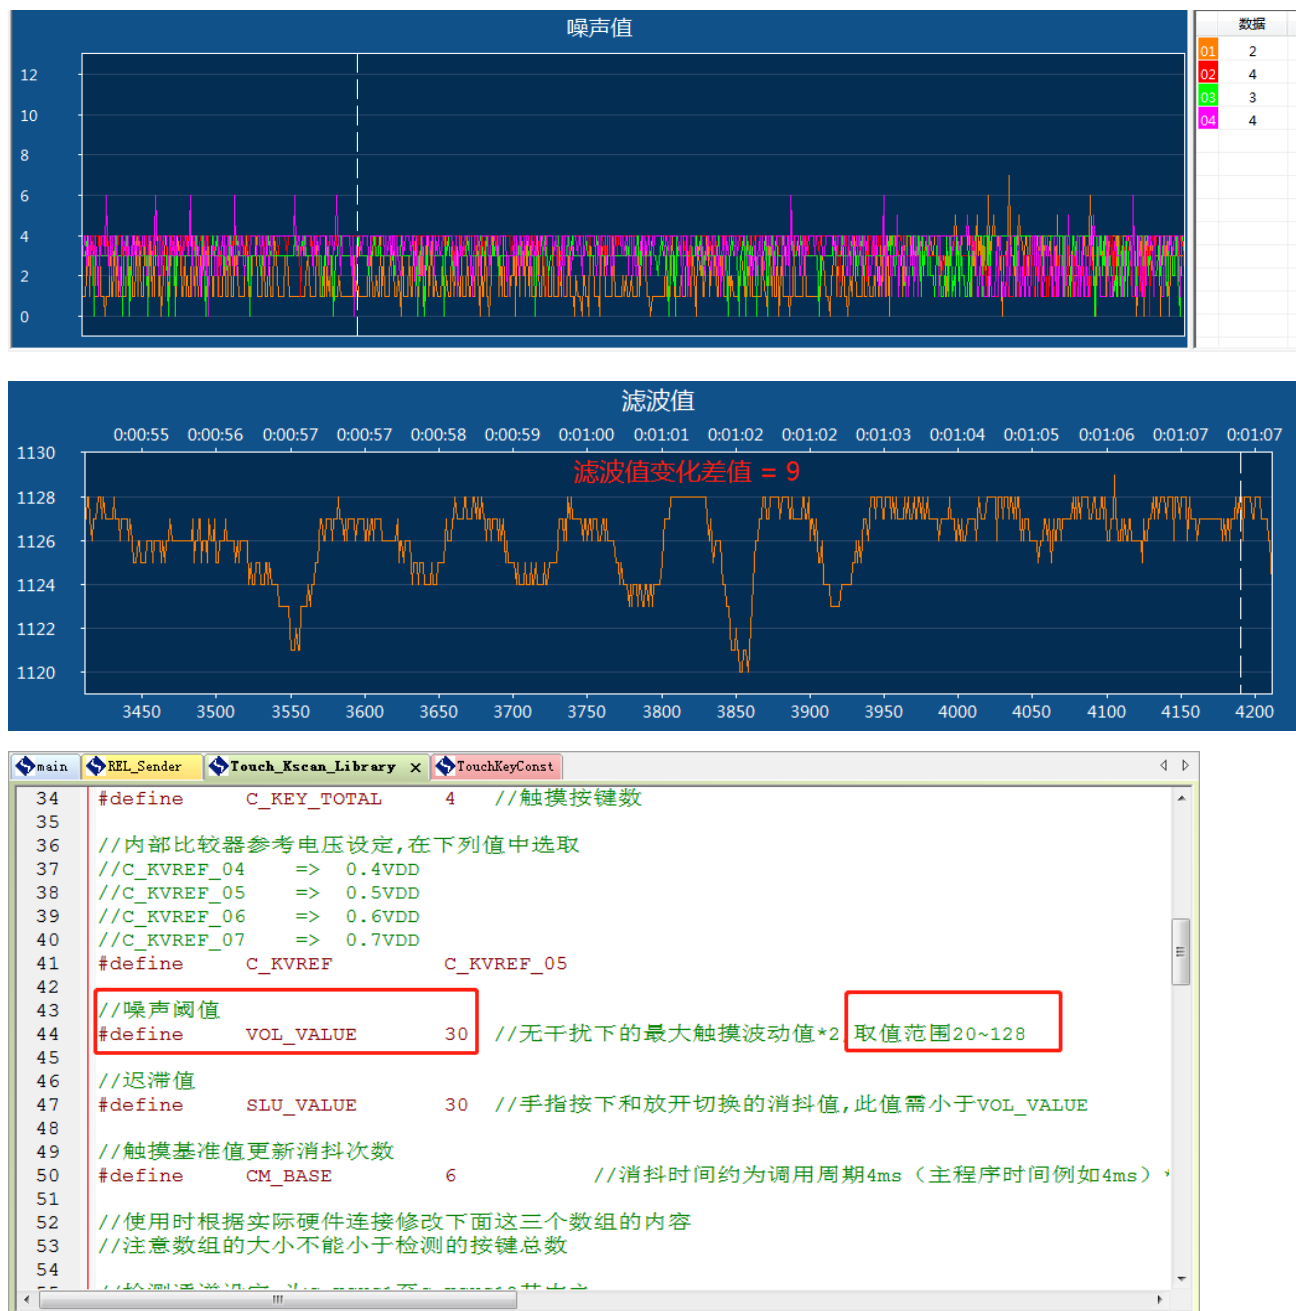 噪声值
数据
12
10
8
6
4
2
0
01 2
02 4
03 3
04 4
滤波值
0:00:55 0:00:56 0:00:57 0:00:57 0:00:58 0:00:59 0:01:00 0:01:01 0:01:02 0:01:02 0:01:03 0:01:04 0:01:05 0:01:06 0:01:07 0:01:07
滤波值变化差值 = 9
1130
1128
1126
1124
1122
1120
3450 3500 3550 3600 3650 3700 3750 3800 3850 3900 3950 4000 4050 4100 4150 4200
main REL_Sender Touch_Kscan_Library x TouchKeyConst
34 #define C_KEY_TOTAL 4 //触摸按键数
35
36 //内部比较器参考电压设定,在下列值中选取
37 //C_KVREF_04 => 0.4VDD
38 //C_KVREF_05 => 0.5VDD
39 //C_KVREF_06 => 0.6VDD
40 //C_KVREF_07 => 0.7VDD
41 #define C_KVREF C_KVREF_05
42
43 //噪声阈值
44 #define VOL_VALUE 30 //无干扰下的最大触摸波动值*2,取值范围20~128
45
46 //迟滞值
47 #define SLU_VALUE 30 //手指按下和放开切换的消抖值,此值需小于VOL_VALUE
48
49 //触摸基准值更新消抖次数
50 #define CM_BASE 6 //消抖时间约为调用周期4ms（主程序时间例如4ms）*
51
52 //使用时根据实际硬件连接修改下面这三个数组的内容
53 //注意数组的大小不能小于检测的按键总数
54